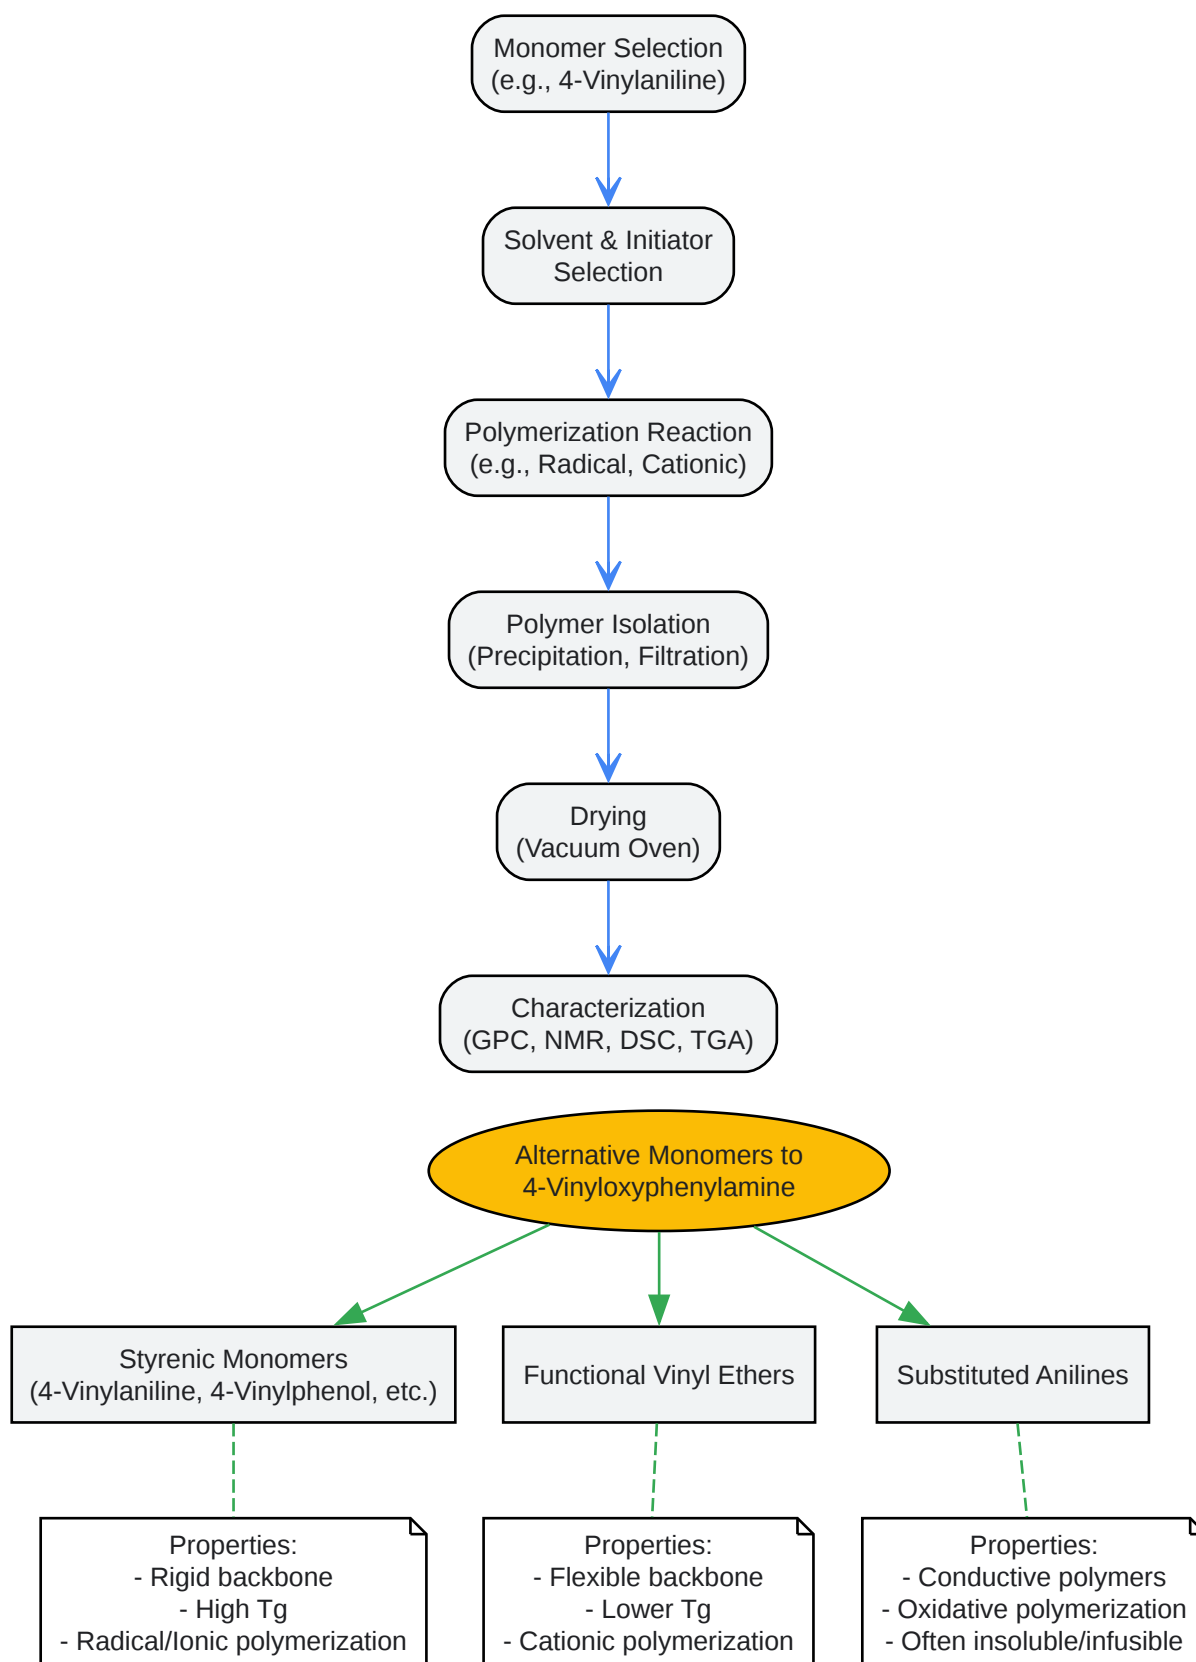 Monomer Selection
(e.g., 4-Vinylaniline)
Solvent & Initiator
Selection
Polymerization Reaction
(e.g., Radical, Cationic)
Polymer Isolation
(Precipitation, Filtration)
Drying
(Vacuum Oven)
Characterization
(GPC, NMR, DSC, TGA)
Alternative Monomers to
4-Vinyloxyphenylamine
Styrenic Monomers
(4-Vinylaniline, 4-Vinylphenol, etc.)
Functional Vinyl Ethers
Substituted Anilines
Properties:
- Rigid backbone
- High Tg
- Radical/Ionic polymerization
Properties:
- Flexible backbone
- Lower Tg
- Cationic polymerization
Properties:
- Conductive polymers
- Oxidative polymerization
- Often insoluble/infusible